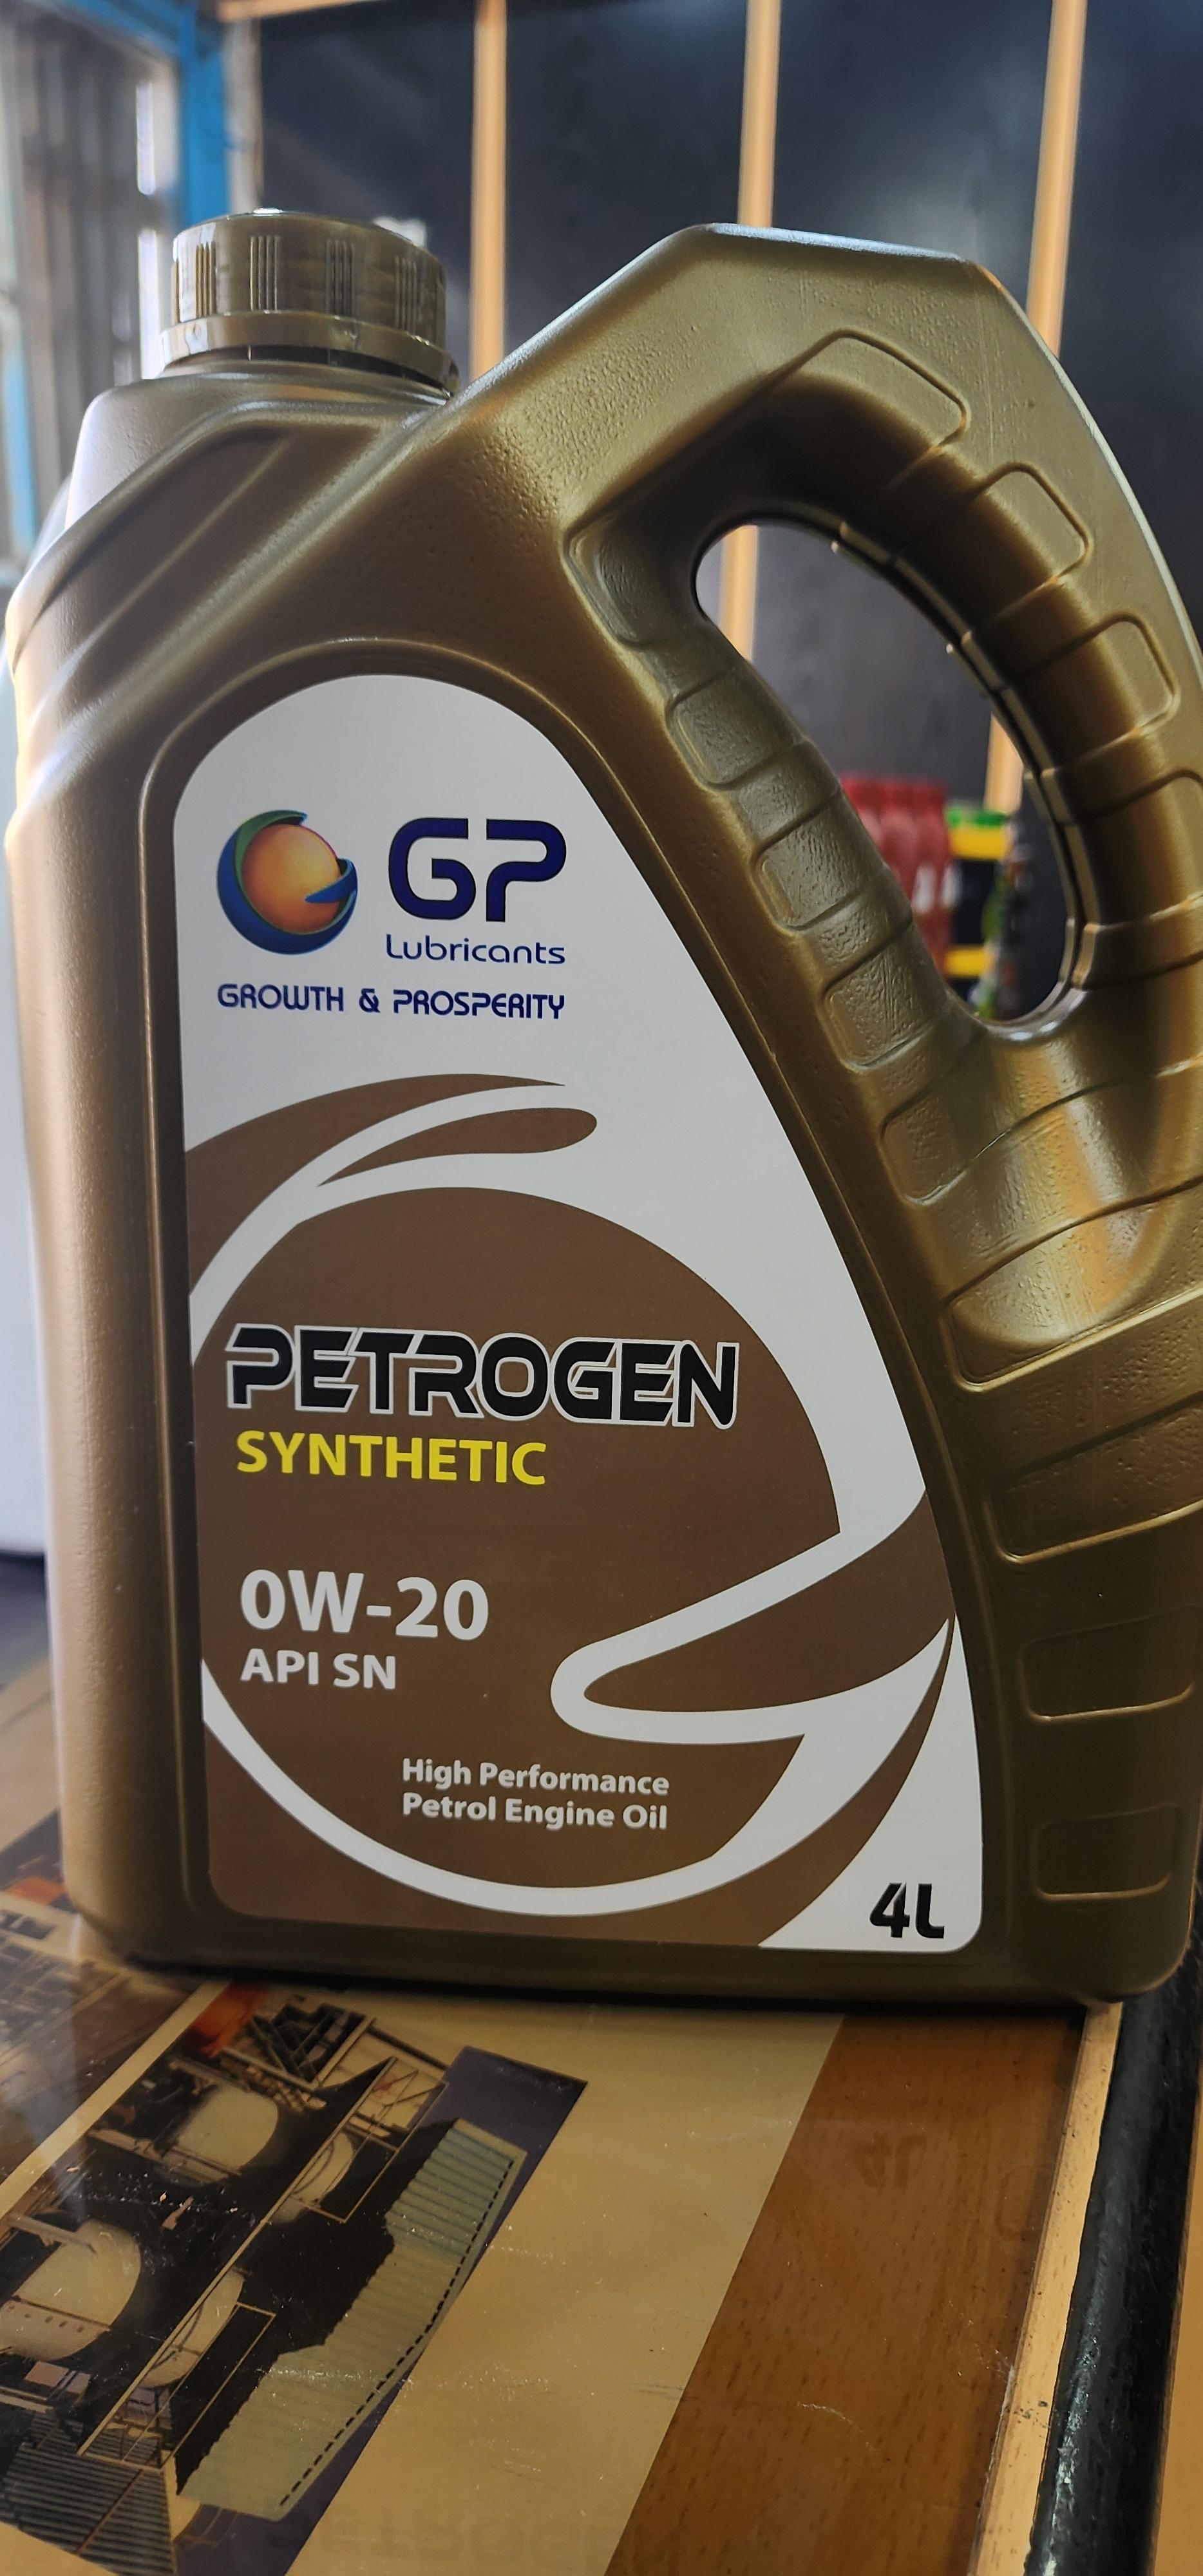 GP
Lubricants
GROWTH & PROSPERITY
PETROGEN
SYNTHETIC
0W-20
API SN
High Performance
Petrol Engine Oil
4L